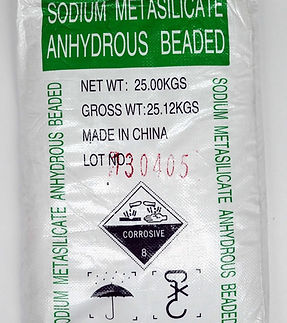 SODIUM METASILICATE
ANHYDROUS BEADED
NET WT: 25.00KGS
GROSS WT:25.12KGS
MADE IN CHINA
LOT NO:
CORROSIVE
8
SODIUM METASILICATE ANHYDROUS BEADED
SODIUM METASILICATE ANHYDROUS BEADED